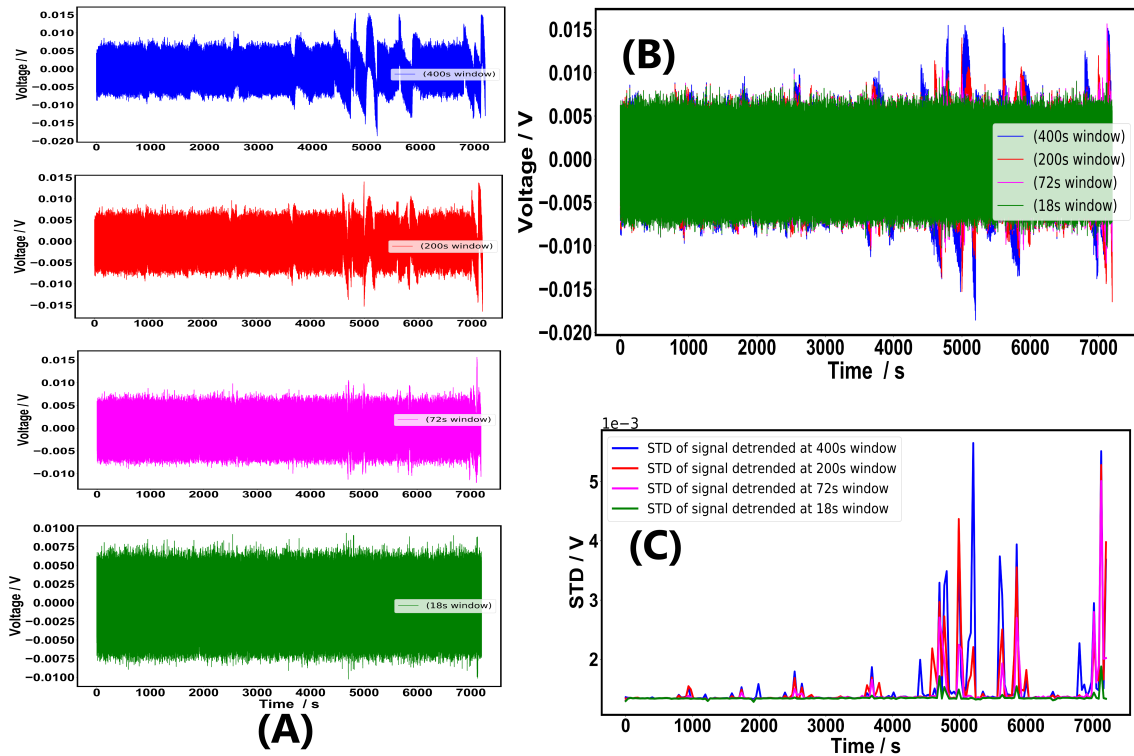 0.015
0.010
0.005
0.000
−0.005
−0.010
−0.015
−0.020
Voltage / V
(400s window)
0 1000 2000 3000 4000 5000 6000 7000
0.015
0.010
0.005
0.000
−0.005
−0.010
−0.015
Voltage / V
(200s window)
0 1000 2000 3000 4000 5000 6000 7000
0.015
0.010
0.005
0.000
−0.005
−0.010
Voltage / V
(72s window)
0 1000 2000 3000 4000 5000 6000 7000
0.0100
0.0075
0.0050
0.0025
0.0000
−0.0025
−0.0050
−0.0075
−0.0100
Voltage / V
(18s window)
0 1000 2000 3000 4000 5000 6000 7000
Time / s
(A)
(B)
0.015
0.010
0.005
0.000
−0.005
−0.010
−0.015
−0.020
Voltage / V
(400s window)
(200s window)
(72s window)
(18s window)
0 1000 2000 3000 4000 5000 6000 7000
Time / s
1e−3
STD of signal detrended at 400s window
STD of signal detrended at 200s window
STD of signal detrended at 72s window
STD of signal detrended at 18s window
(C)
5
4
3
2
STD / V
0 1000 2000 3000 4000 5000 6000 7000
Time / s